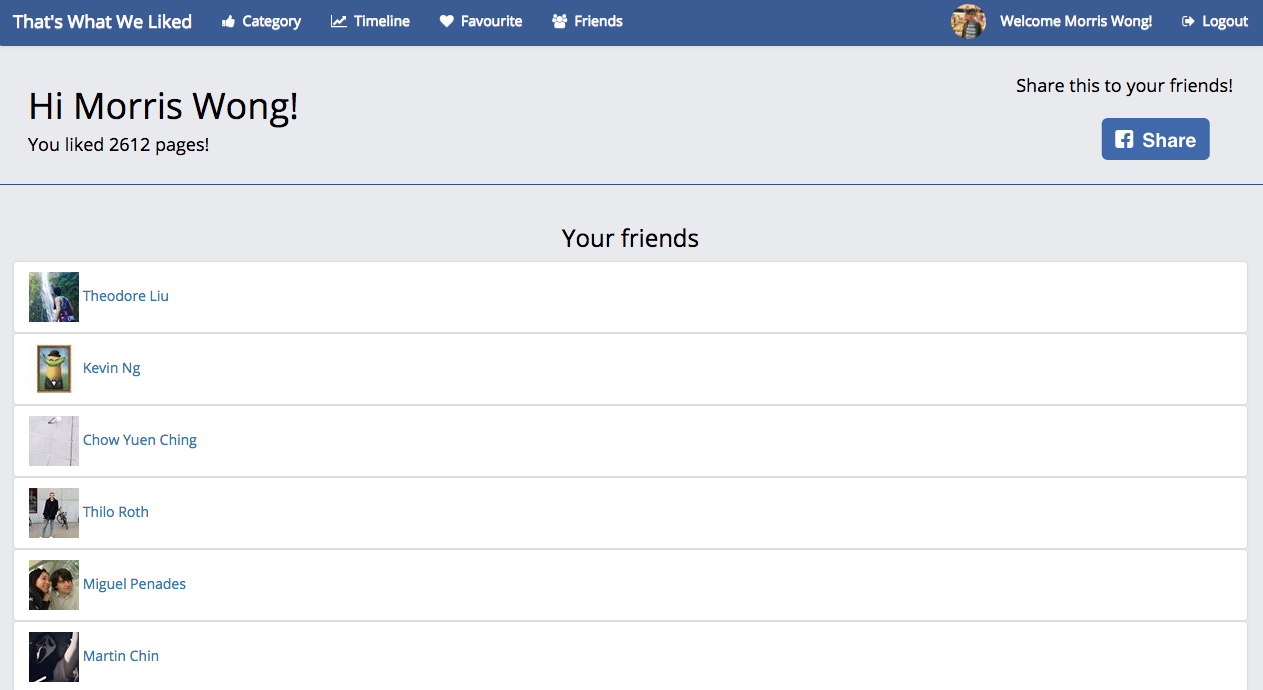 That's What We Liked Category Timeline Favourite Friends Welcome Morris Wong! Logout
Hi Morris Wong!
You liked 2612 pages!
Share this to your friends!
Share
Your friends
Theodore Liu
Kevin Ng
Chow Yuen Ching
Thilo Roth
Miguel Penades
Martin Chin